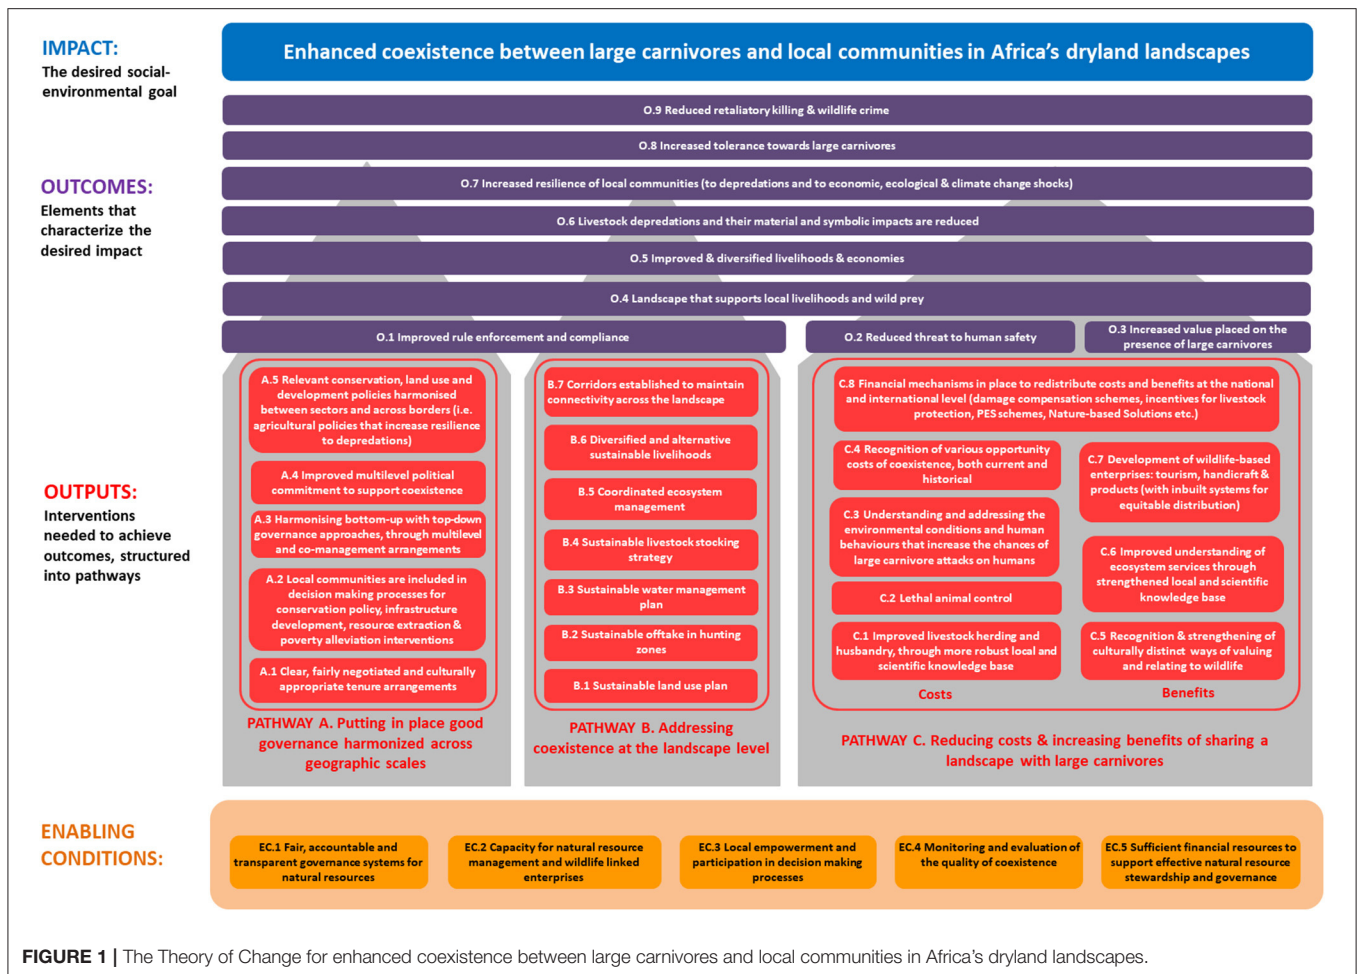 IMPACT:
The desired social-
environmental goal
Enhanced coexistence between large carnivores and local communities in Africa's dryland landscapes
OUTCOMES:
Elements that
characterize the
desired impact
O.9 Reduced retaliatory killing & wildlife crime
O.8 Increased tolerance towards large carnivores
O.7 Increased resilience of local communities (to depredations and to economic, ecological & climate change shocks)
O.6 Livestock depredations and their material and symbolic impacts are reduced
O.5 Improved & diversified livelihoods & economies
O.4 Landscape that supports local livelihoods and wild prey
O.1 Improved rule enforcement and compliance
O.2 Reduced threat to human safety
O.3 Increased value placed on the
presence of large carnivores
OUTPUTS:
Interventions
needed to achieve
outcomes, structured
into pathways
A.5 Relevant conservation, land use and
development policies harmonised
between sectors and across borders (i.e.
agricultural policies that increase resilience
to depredations)
A.4 Improved multilevel political
commitment to support coexistence
A.3 Harmonising bottom-up with top-down
governance approaches, through multilevel
and co-management arrangements
A.2 Local communities are included in
decision making processes for
conservation policy, infrastructure
development, resource extraction &
poverty alleviation interventions
A.1 Clear, fairly negotiated and culturally
appropriate tenure arrangements
PATHWAY A. Putting in place good
governance harmonized across
geographic scales
B.7 Corridors established to maintain
connectivity across the landscape
B.6 Diversified and alternative
sustainable livelihoods
B.5 Coordinated ecosystem
management
B.4 Sustainable livestock stocking
strategy
B.3 Sustainable water management
plan
B.2 Sustainable offtake in hunting
zones
B.1 Sustainable land use plan
PATHWAY B. Addressing
coexistence at the landscape level
C.8 Financial mechanisms in place to redistribute costs and benefits at the national
and international level (damage compensation schemes, incentives for livestock
protection, PES schemes, Nature-based Solutions etc.)
C.4 Recognition of various opportunity
costs of coexistence, both current and
historical
C.3 Understanding and addressing the
environmental conditions and human
behaviours that increase the chances of
large carnivore attacks on humans
C.2 Lethal animal control
C.1 Improved livestock herding and
husbandry, through more robust local and
scientific knowledge base
Costs
C.7 Development of wildlife-based
enterprises: tourism, handicraft &
products (with inbuilt systems for
equitable distribution)
C.6 Improved understanding of
ecosystem services through
strengthened local and scientific
knowledge base
C.5 Recognition & strengthening of
culturally distinct ways of valuing
and relating to wildlife
Benefits
PATHWAY C. Reducing costs & increasing benefits of sharing a
landscape with large carnivores
ENABLING
CONDITIONS:
EC.1 Fair, accountable and
transparent governance systems for
natural resources
EC.2 Capacity for natural resource
management and wildlife linked
enterprises
EC.3 Local empowerment and
participation in decision making
processes
EC.4 Monitoring and evaluation of
the quality of coexistence
EC.5 Sufficient financial resources to
support effective natural resource
stewardship and governance
FIGURE 1 | The Theory of Change for enhanced coexistence between large carnivores and local communities in Africa's dryland landscapes.